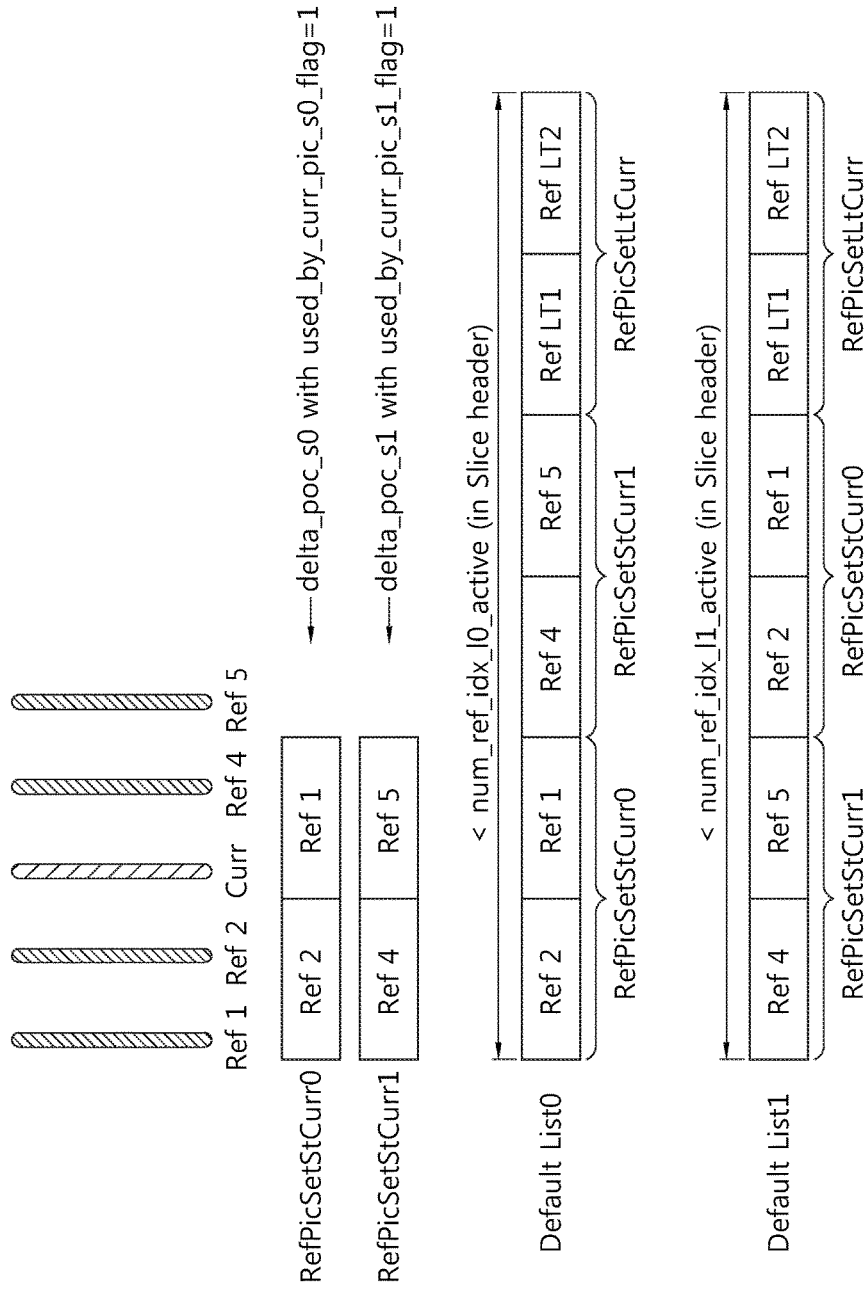 Ref 1 Ref 2 Curr Ref 4 Ref 5
RefPicSetStCurr0 Ref 2 Ref 1 delta_poc_s0 with used_by_curr_pic_s0_flag=1
RefPicSetStCurr1 Ref 4 Ref 5 delta_poc_s1 with used_by_curr_pic_s1_flag=1
< num_ref_idx_l0_active (in Slice header)
Default List0 Ref 2 Ref 1 Ref 4 Ref 5 Ref LT1 Ref LT2
RefPicSetStCurr0 RefPicSetStCurr1 RefPicSetLtCurr
< num_ref_idx_l1_active (in Slice header)
Default List1 Ref 4 Ref 5 Ref 2 Ref 1 Ref LT1 Ref LT2
RefPicSetStCurr1 RefPicSetStCurr0 RefPicSetLtCurr